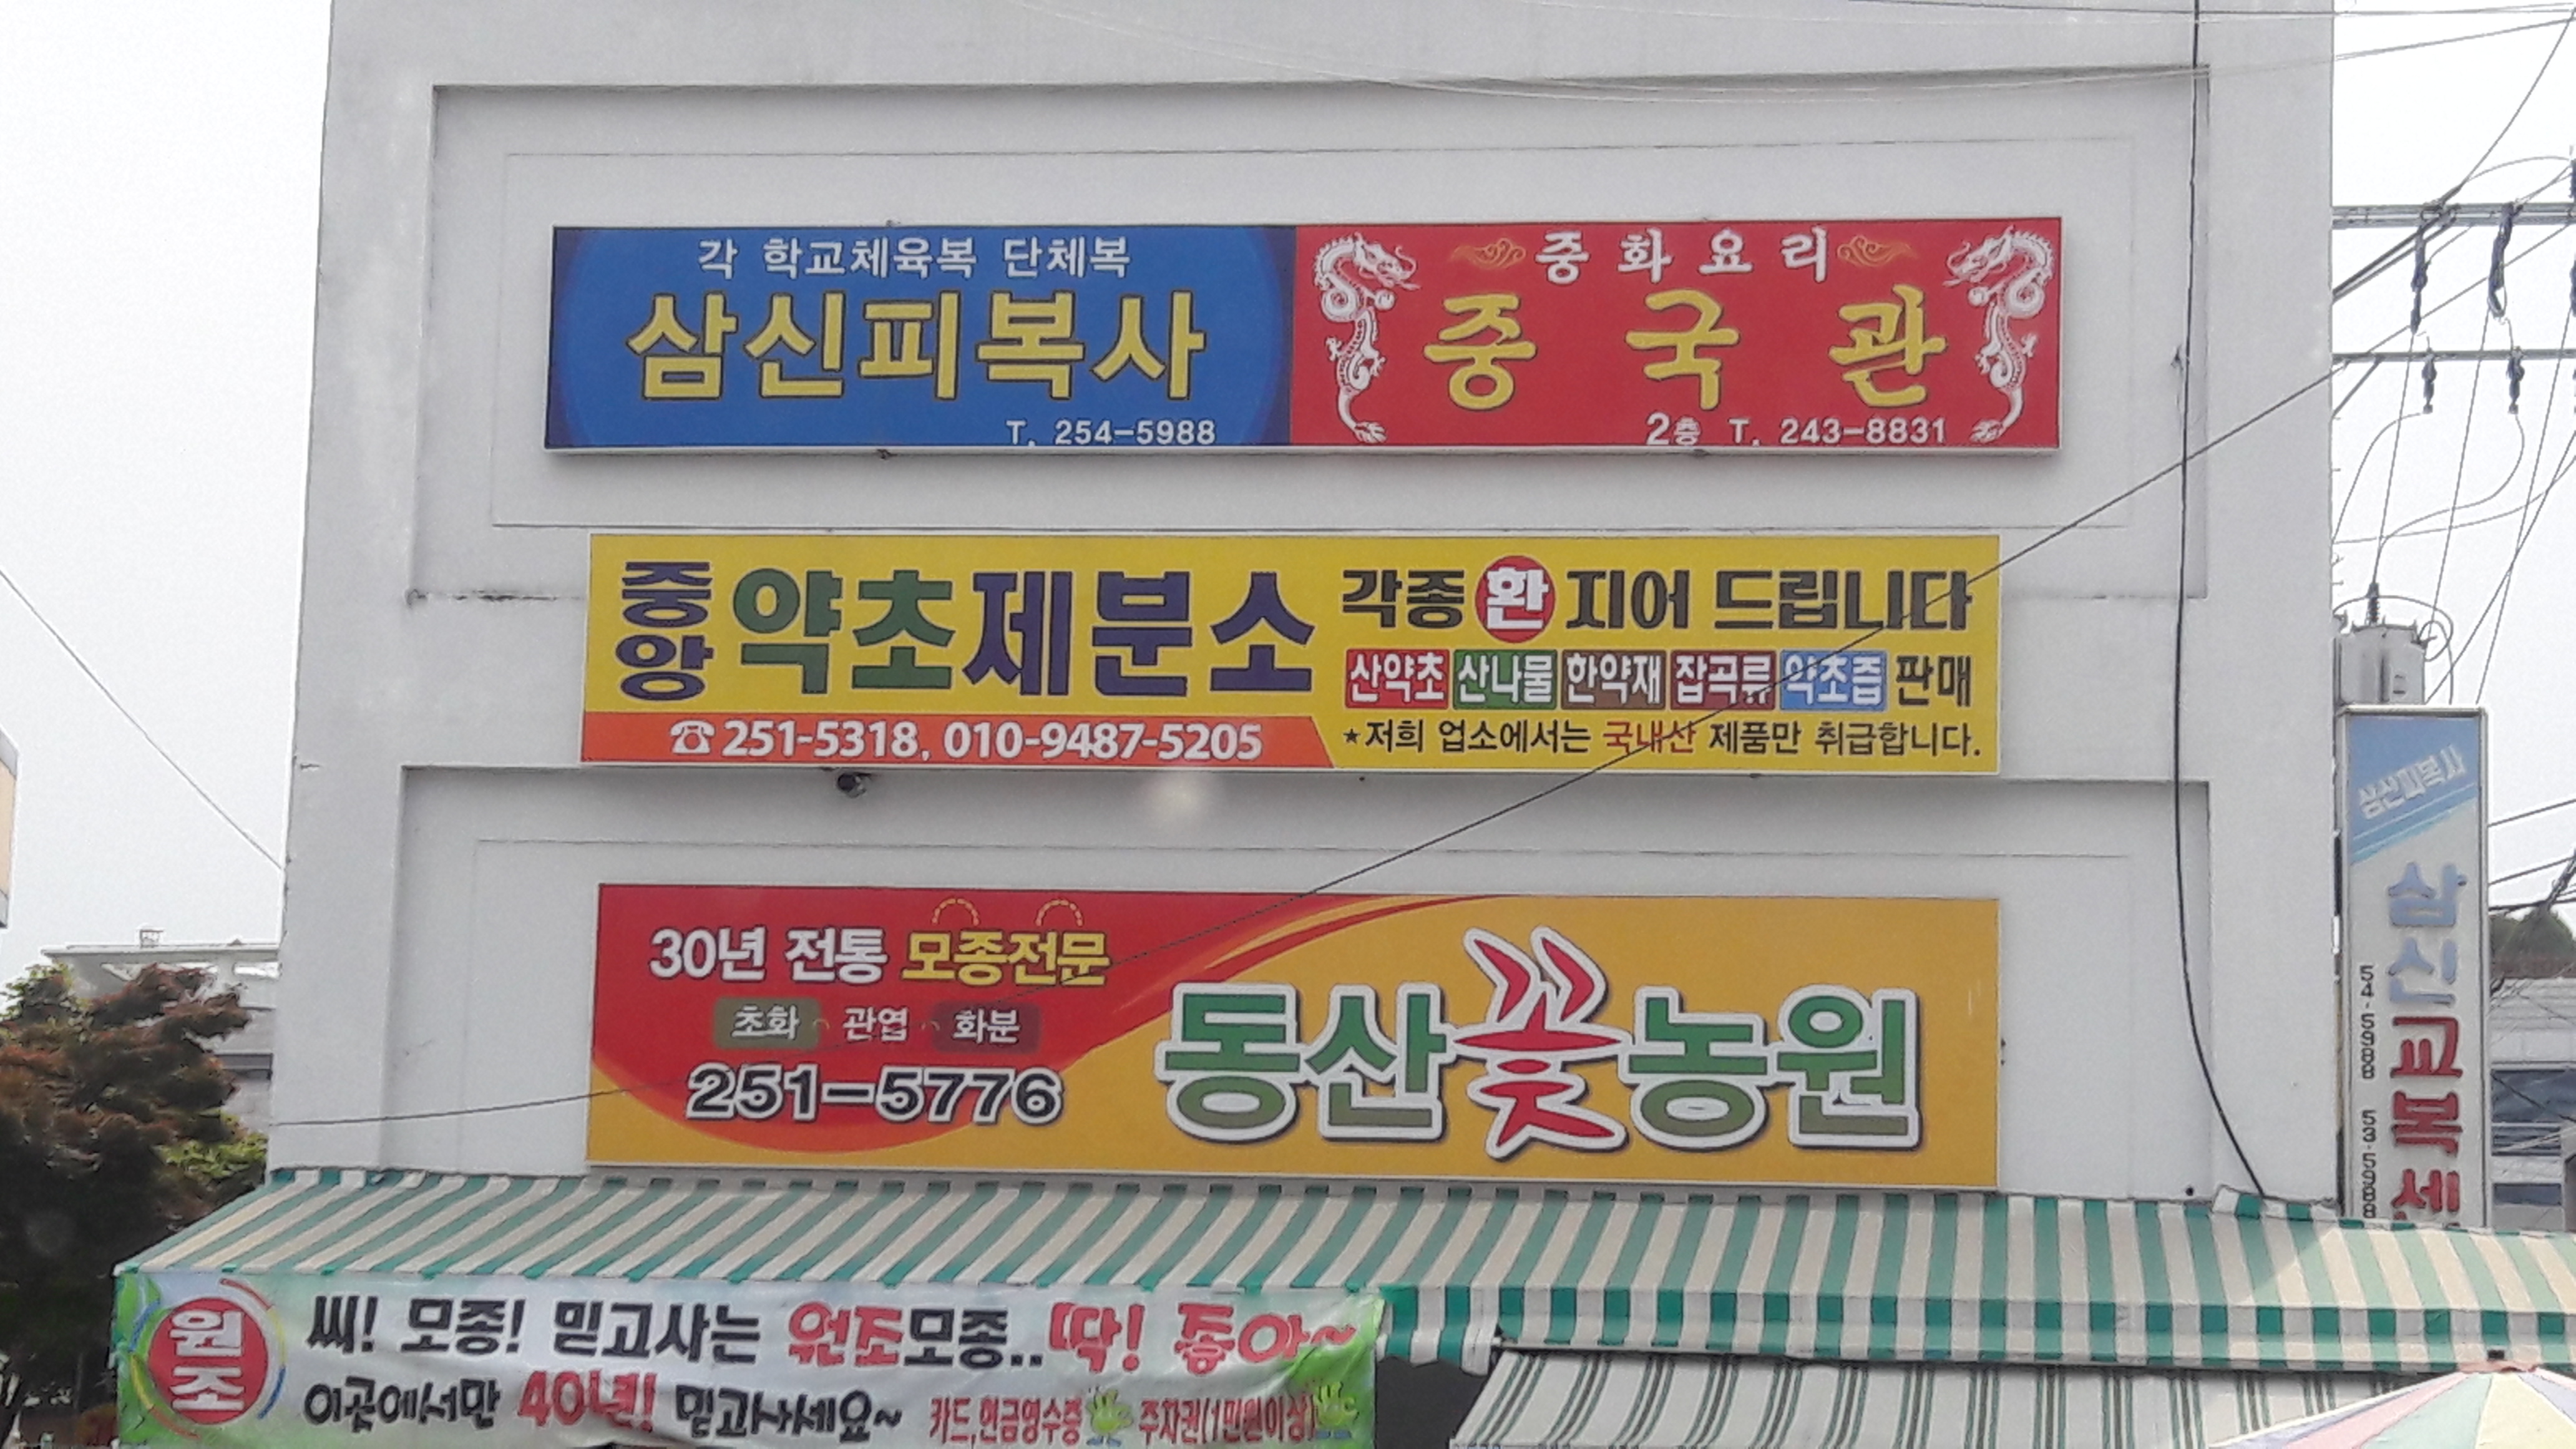 각 학교체육복 단체복
삼신피복사
T. 254-5988
중화요리
중국관
2층 T. 243-8831
중앙 약초제분소
☎251-5318, 010-9487-5205
각종 환 지어 드립니다
산약초 산나물 한약재 잡곡류 약초즙 판매
★저희 업소에서는 국내산 제품만 취급합니다.
30년 전통 모종전문
초화 관엽 화분
251-5776
동산꽃농원
삼신피복사
삼신교복센
54-5988 53-5988
원조
씨! 모종! 믿고사는 원조모종..딱! 좋아~
이곳에서만 40년! 믿고사세요~ 카드,현금영수증 주차권(1만원이상)